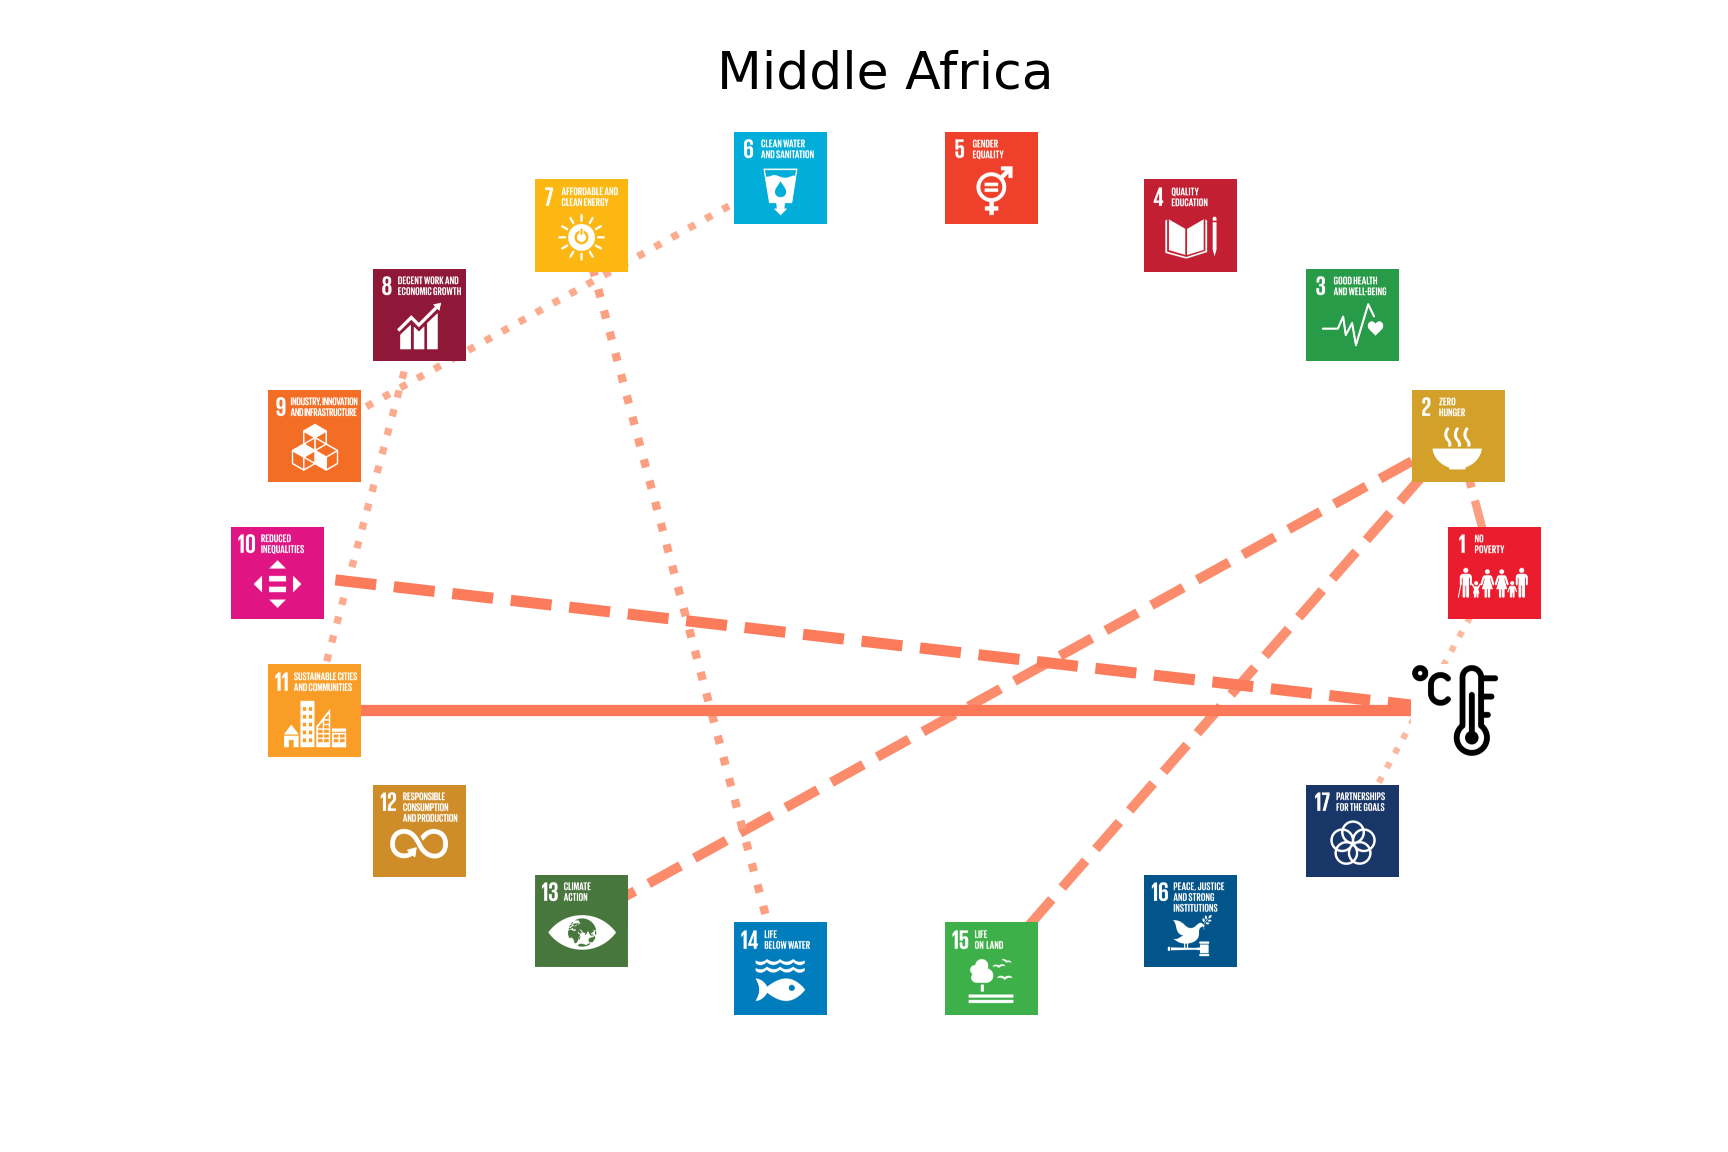 Middle Africa
6 CLEAN WATER
AND SANITATION
5 GENDER
EQUALITY
7 AFFORDABLE AND
CLEAN ENERGY
4 QUALITY
EDUCATION
8 DECENT WORK AND
ECONOMIC GROWTH
3 GOOD HEALTH
AND WELL-BEING
9 INDUSTRY, INNOVATION
AND INFRASTRUCTURE
2 ZERO
HUNGER
10 REDUCED
INEQUALITIES
1 NO
POVERTY
11 SUSTAINABLE CITIES
AND COMMUNITIES
°C
12 RESPONSIBLE
CONSUMPTION
AND PRODUCTION
17 PARTNERSHIPS
FOR THE GOALS
13 CLIMATE
ACTION
16 PEACE, JUSTICE
AND STRONG
INSTITUTIONS
14 LIFE
BELOW WATER
15 LIFE
ON LAND